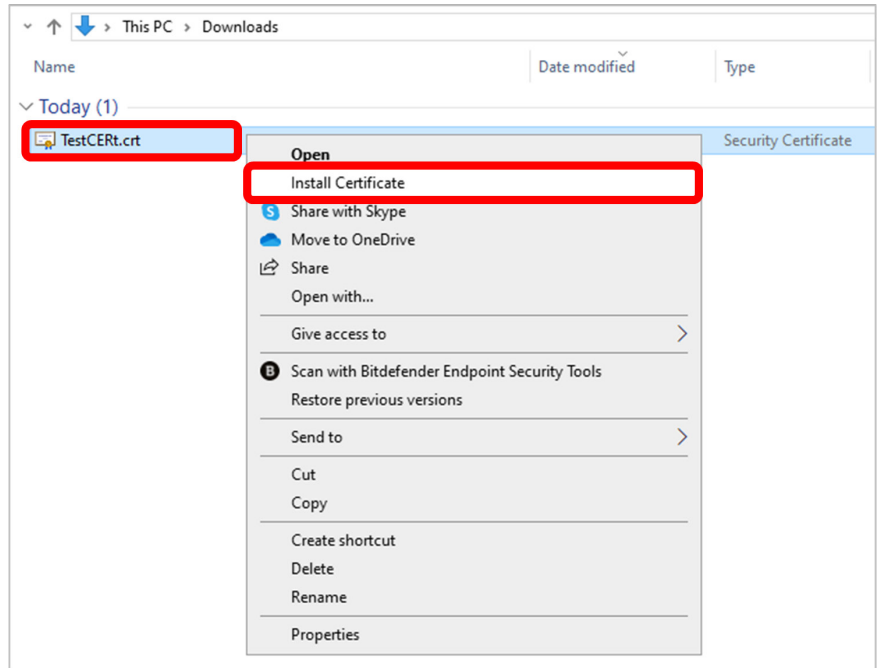 This PC > Downloads
Name Date modified Type
Today (1)
TestCERt.crt Security Certificate
Open
Install Certificate
Share with Skype
Move to OneDrive
Share
Open with...
Give access to
Scan with Bitdefender Endpoint Security Tools
Restore previous versions
Send to
Cut
Copy
Create shortcut
Delete
Rename
Properties